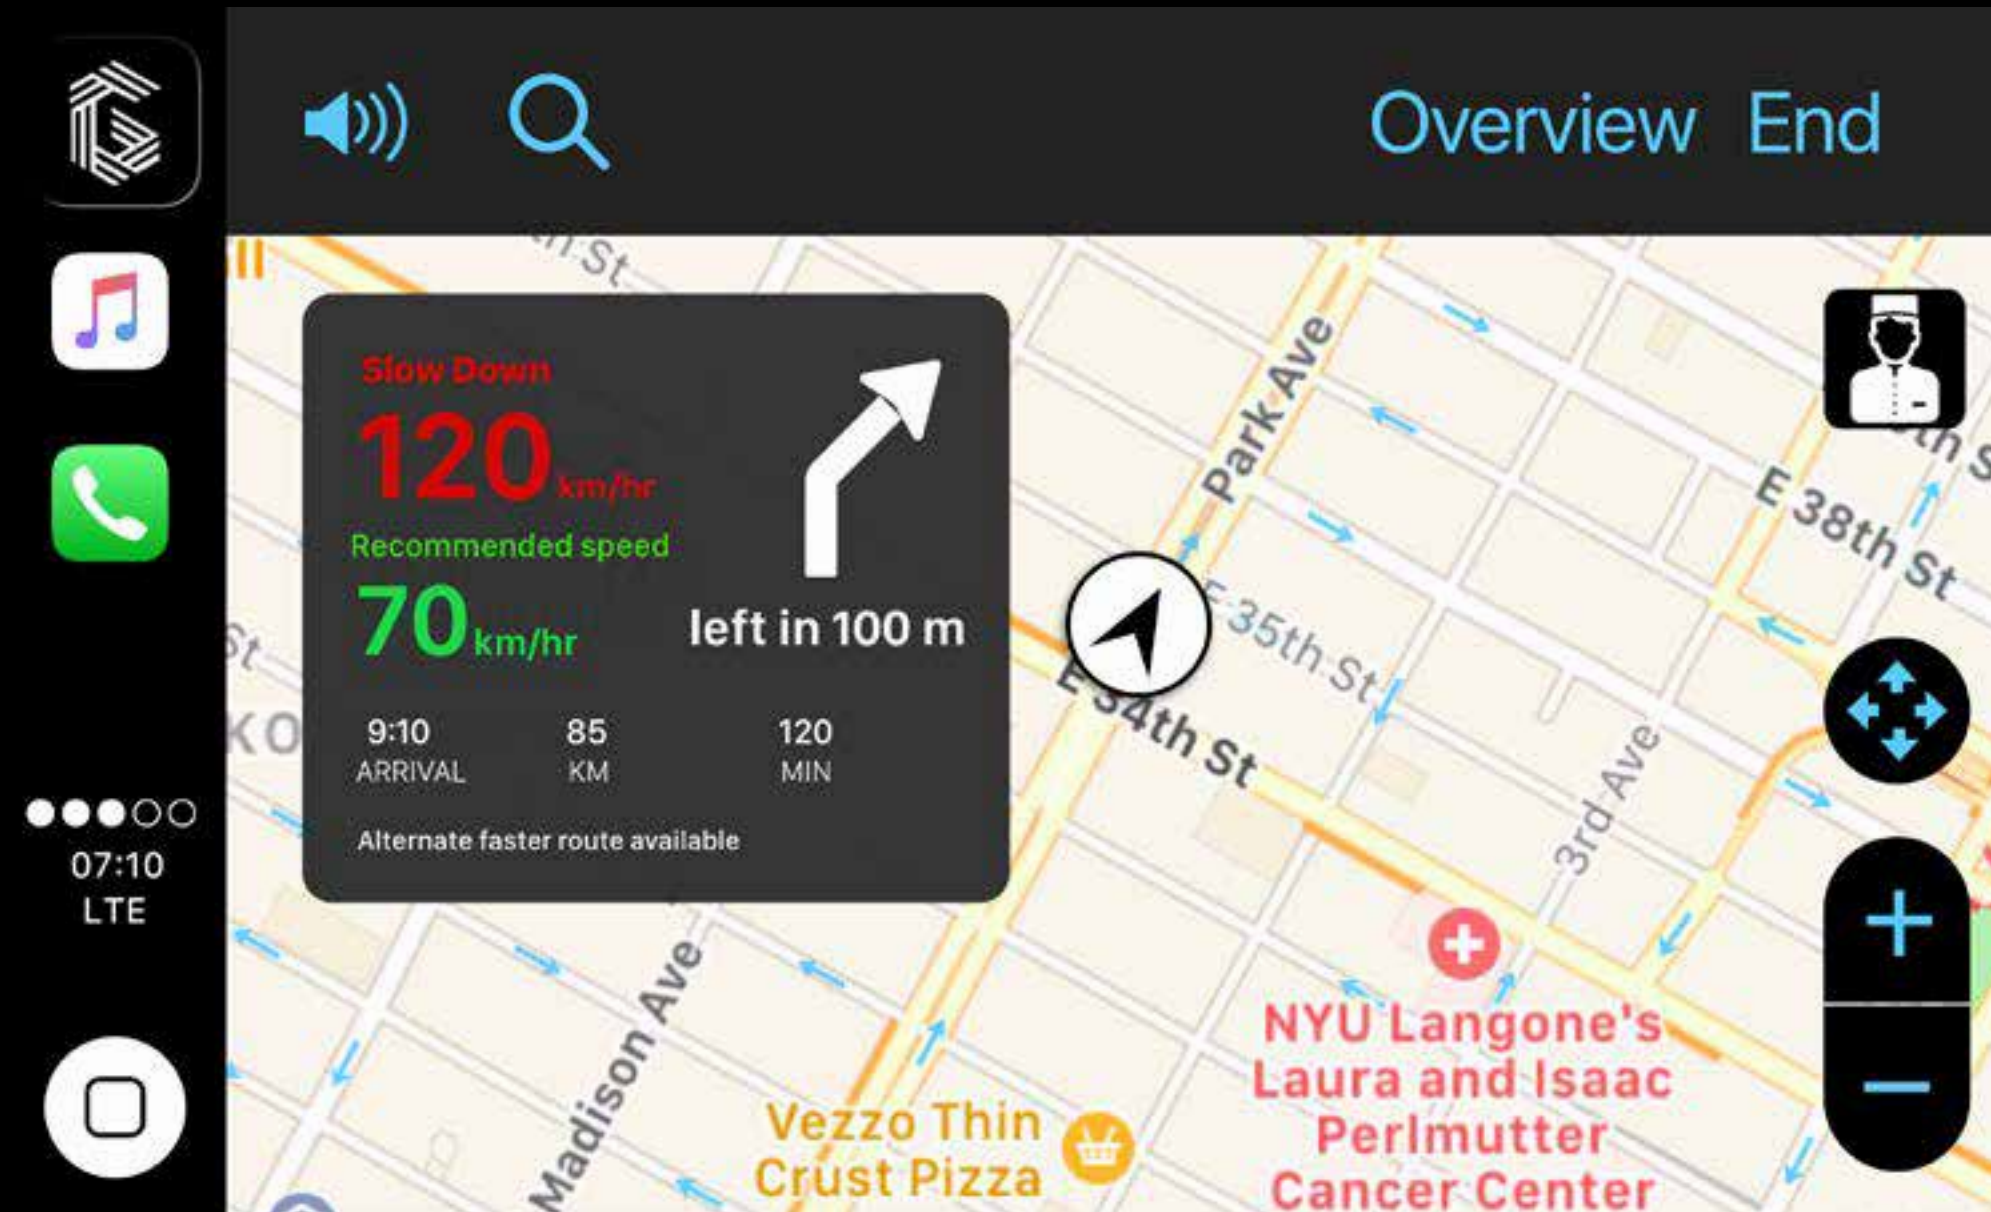 Overview End
Slow Down
120 km/hr
Recommended speed
70 km/hr
left in 100 m
9:10 85 120
ARRIVAL KM MIN
Alternate faster route available
07:10
LTE
Park Ave
E 38th St
E 35th St
E 34th St
3rd Ave
Madison Ave
NYU Langone's
Laura and Isaac
Perlmutter
Cancer Center
Vezzo Thin
Crust Pizza